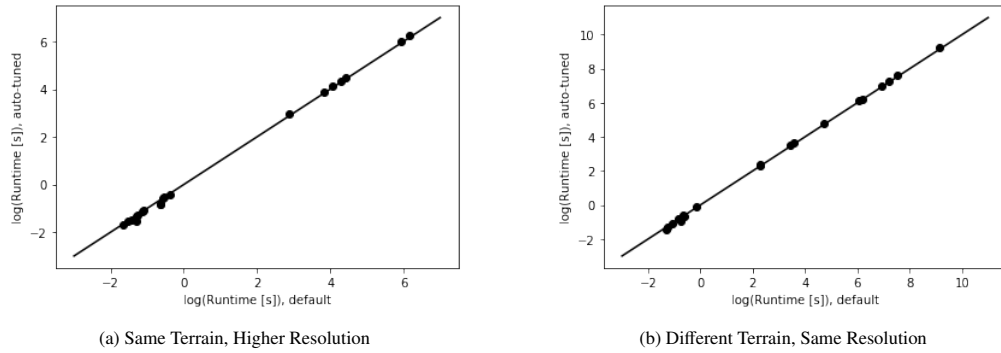 6
4
2
0
−2
log(Runtime [s]), auto-tuned
−2 0 2 4 6
log(Runtime [s]), default
(a) Same Terrain, Higher Resolution
10
8
6
4
2
0
−2
log(Runtime [s]), auto-tuned
−2 0 2 4 6 8 10
log(Runtime [s]), default
(b) Different Terrain, Same Resolution